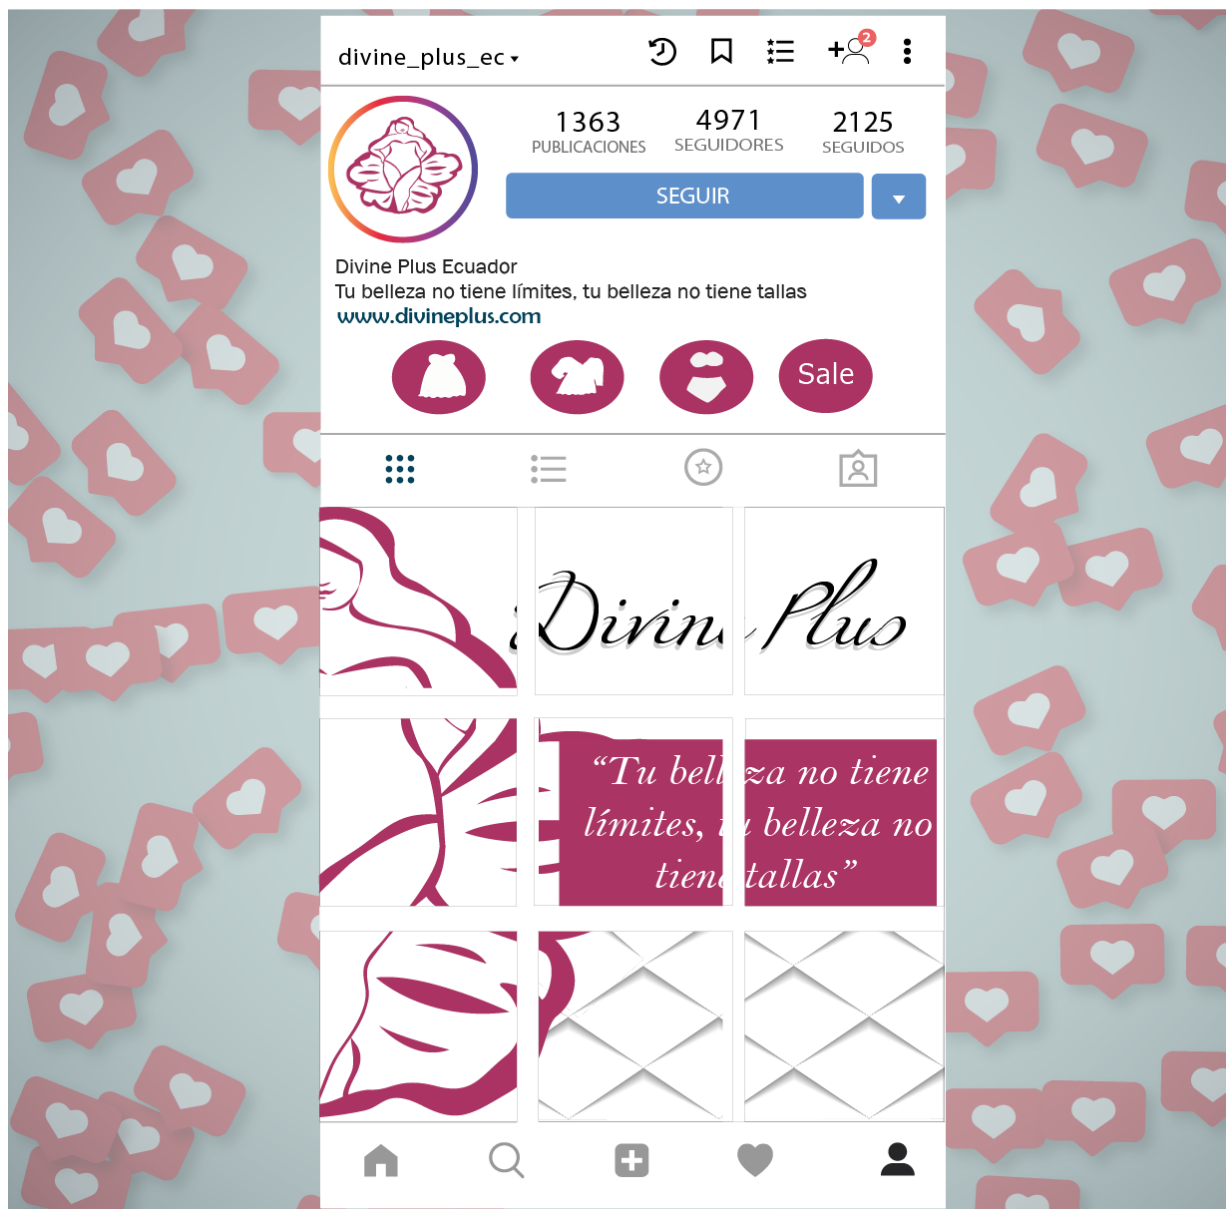 divine_plus_ec
2
1363 4971 2125
PUBLICACIONES SEGUIDORES SEGUIDOS
SEGUIR
Divine Plus Ecuador
Tu belleza no tiene límites, tu belleza no tiene tallas
www.divineplus.com
Sale
Divine Plus
“Tu belleza no tiene
límites, tu belleza no
tiene tallas”